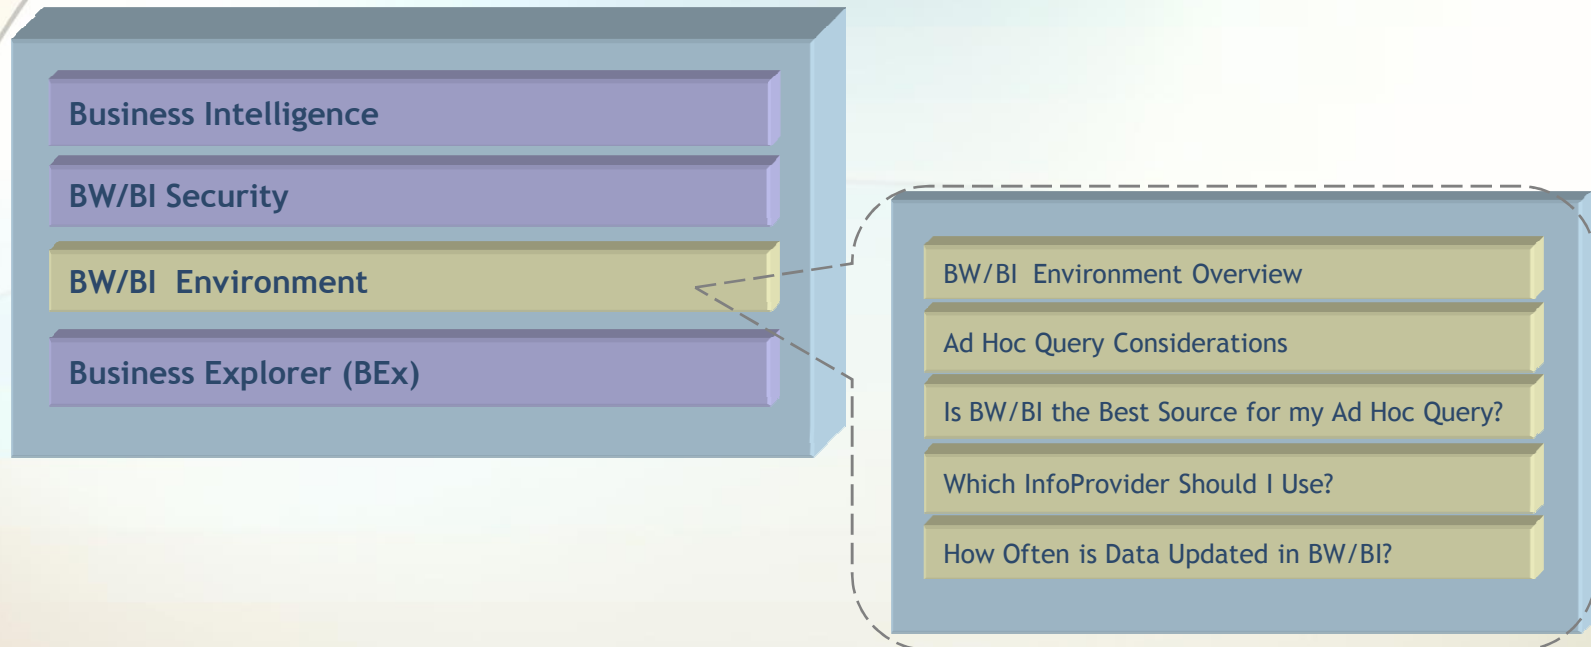 Business Intelligence
BW/BI Security
BW/BI  Environment
Business Explorer (BEx)
BW/BI  Environment Overview
Ad Hoc Query Considerations
Is BW/BI the Best Source for my Ad Hoc Query?
Which InfoProvider Should I Use?
How Often is Data Updated in BW/BI?